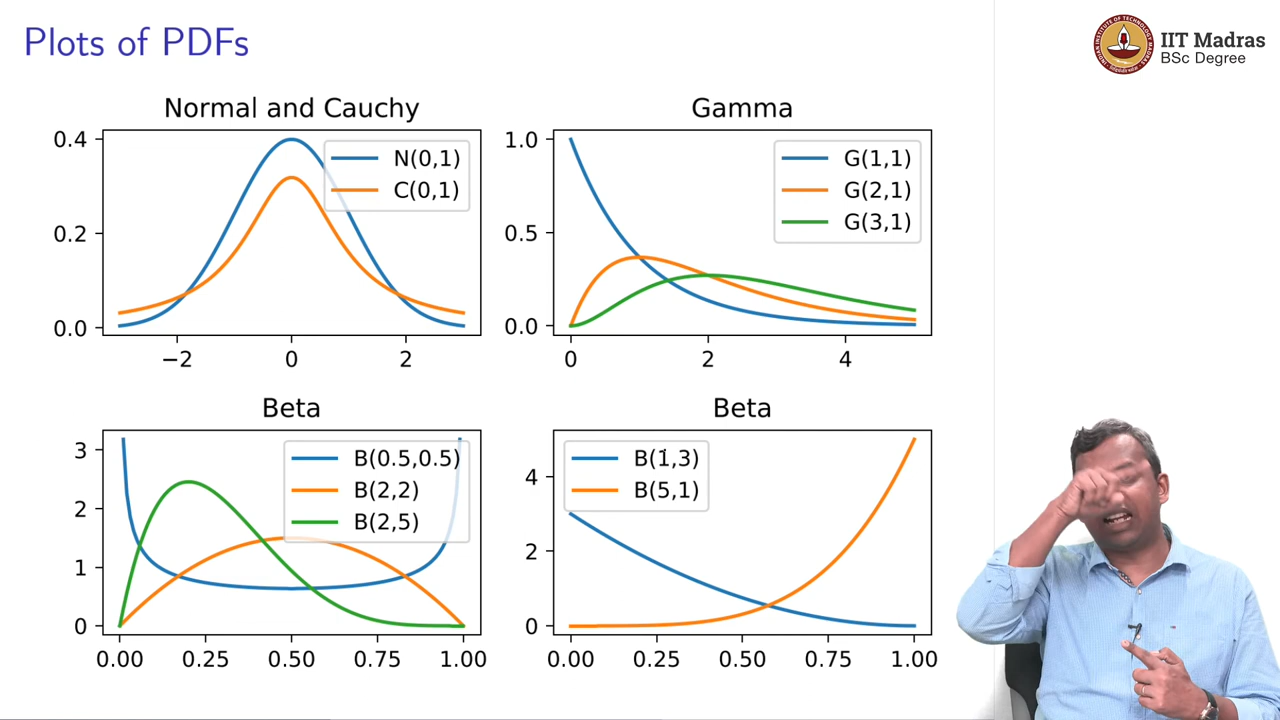 Plots of PDFs
IIT Madras
BSc Degree
Normal and Cauchy
N(0,1)
C(0,1)
0.4
0.2
0.0
−2 0 2
Gamma
G(1,1)
G(2,1)
G(3,1)
1.0
0.5
0.0
0 2 4
Beta
B(0.5,0.5)
B(2,2)
B(2,5)
3
2
1
0
0.00 0.25 0.50 0.75 1.00
Beta
B(1,3)
B(5,1)
4
2
0
0.00 0.25 0.50 0.75 1.00